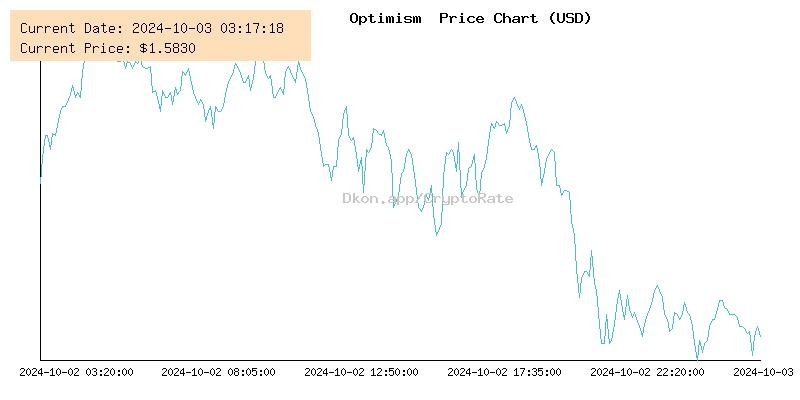 Optimism  Price Chart (USD)
Current Date: 2024-10-03 03:17:18
Current Price: $1.5830
Dkon.app/CryptoRate
2024-10-02 03:20:00 2024-10-02 08:05:00 2024-10-02 12:50:00 2024-10-02 17:35:00 2024-10-02 22:20:00 2024-10-03